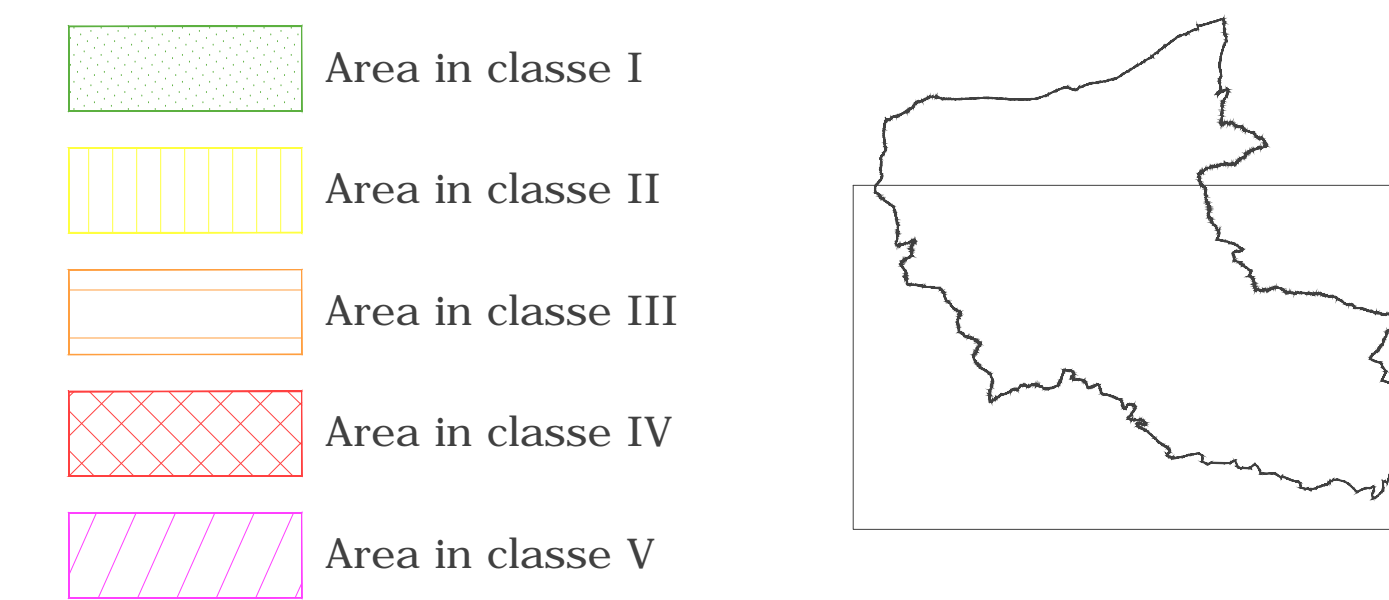 Area in classe I
Area in classe II
Area in classe III
Area in classe IV
Area in classe V